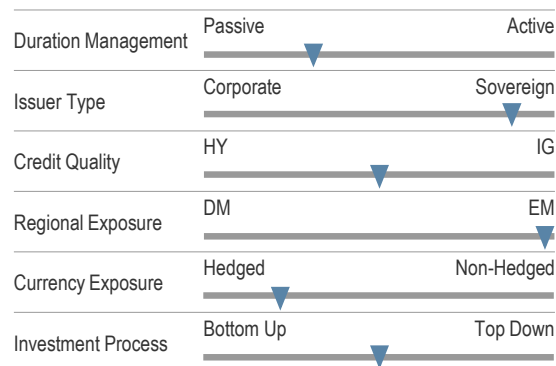 Duration Management Passive Active
Issuer Type Corporate Sovereign
Credit Quality HY IG
Regional Exposure DM EM
Currency Exposure Hedged Non-Hedged
Investment Process Bottom Up Top Down